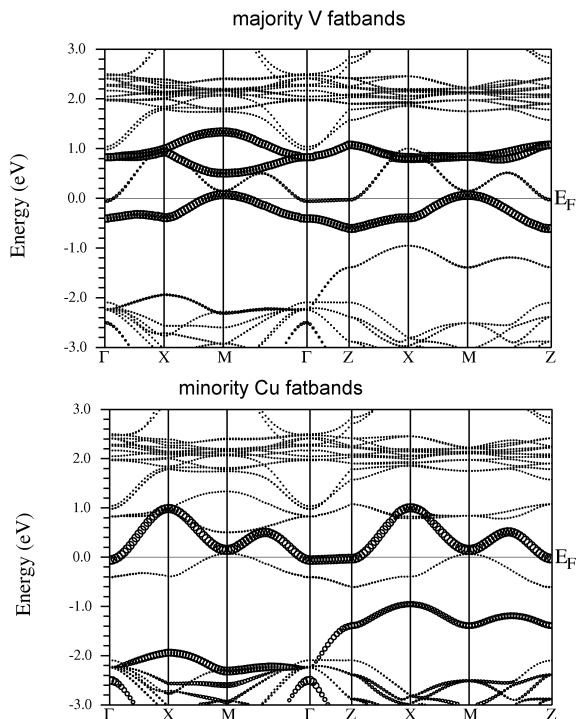 majority V fatbands
3.0
2.0
1.0
0.0
-1.0
-2.0
-3.0
Energy (eV)
E_F
Γ X M Γ Z X M Z
minority Cu fatbands
3.0
2.0
1.0
0.0
-1.0
-2.0
-3.0
Energy (eV)
E_F
Γ X M Γ Z X M Z